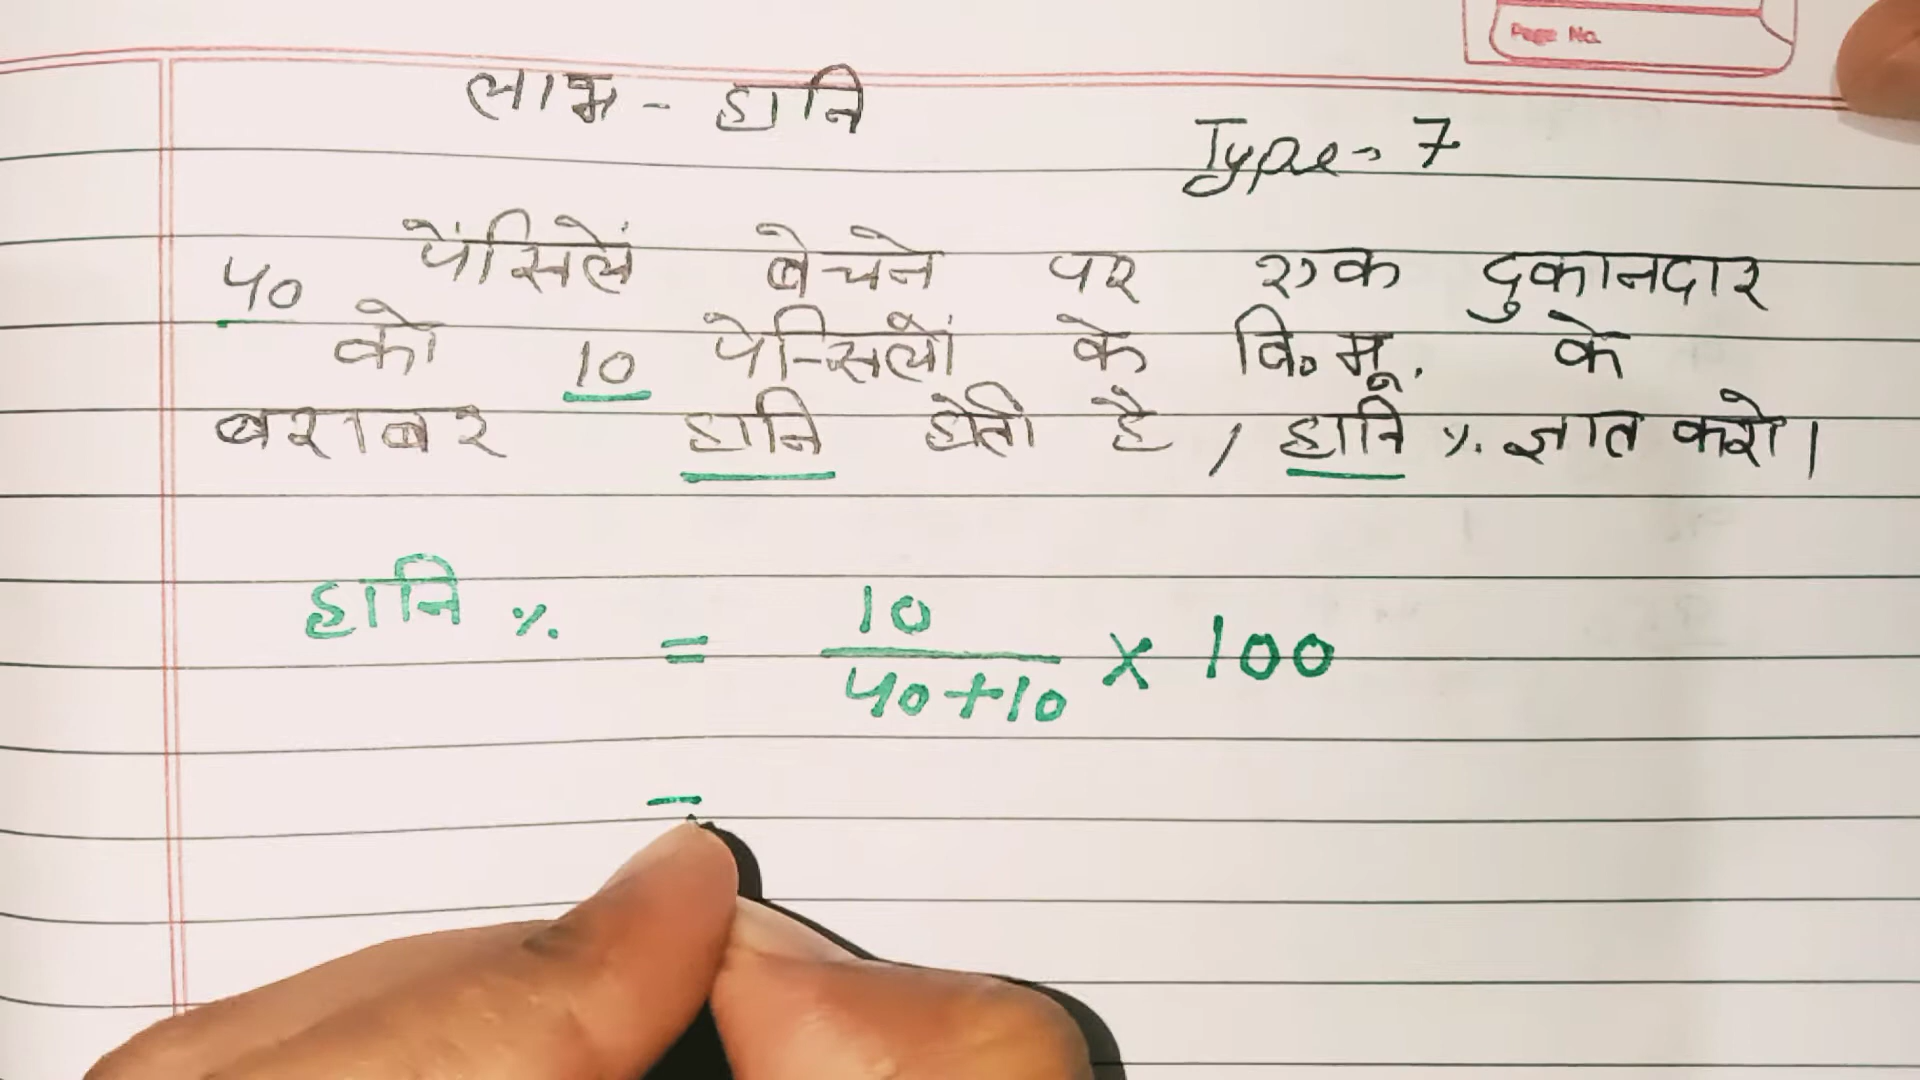 Page No.
लाभ - हानि
Type- 7
40 पेंसिलें बेचने पर एक दुकानदार
को 10 पेन्सिलों के वि. मू. के
बराबर हानि होती है, हानि % ज्ञात करो।
हानि % = 10/40+10 × 100